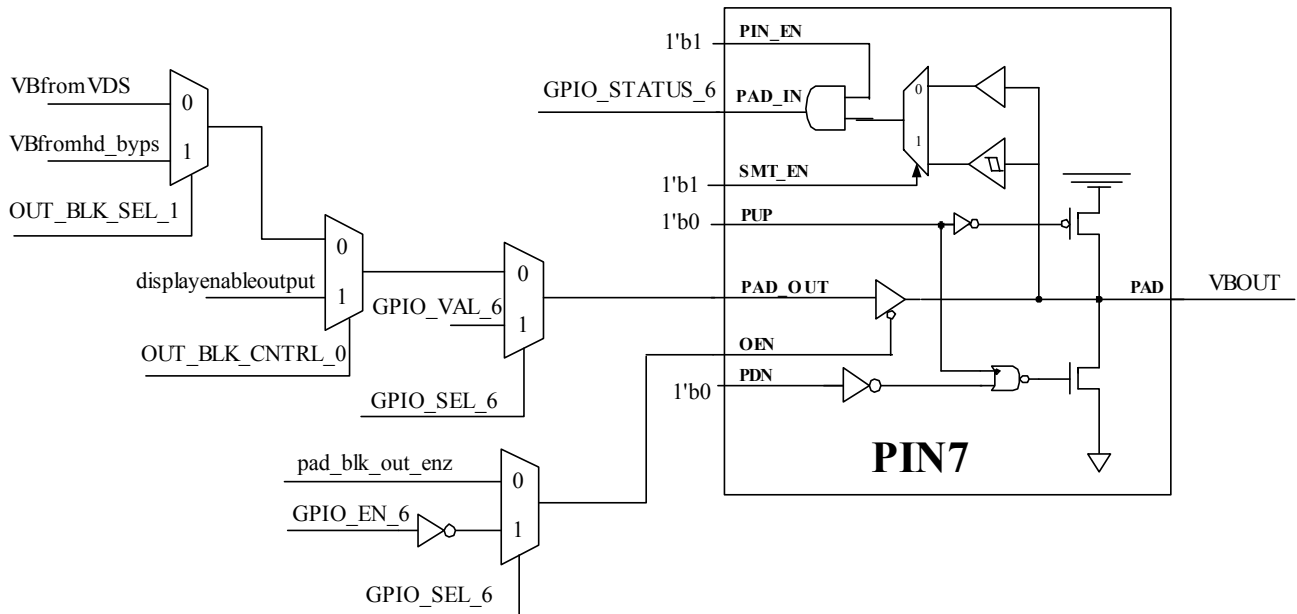 VBfromVDS
0
VBfromhd_byps
1
OUT_BLK_SEL_1
displayenableoutput
0
1
OUT_BLK_CNTRL_0
GPIO_VAL_6
0
1
GPIO_SEL_6
pad_blk_out_enz
0
GPIO_EN_6
1
GPIO_SEL_6
1'b1
PIN_EN
GPIO_STATUS_6
PAD_IN
0
1
1'b1
SMT_EN
1'b0
PUP
PAD_OUT
PAD
VBOUT
OEN
1'b0
PDN
PIN7